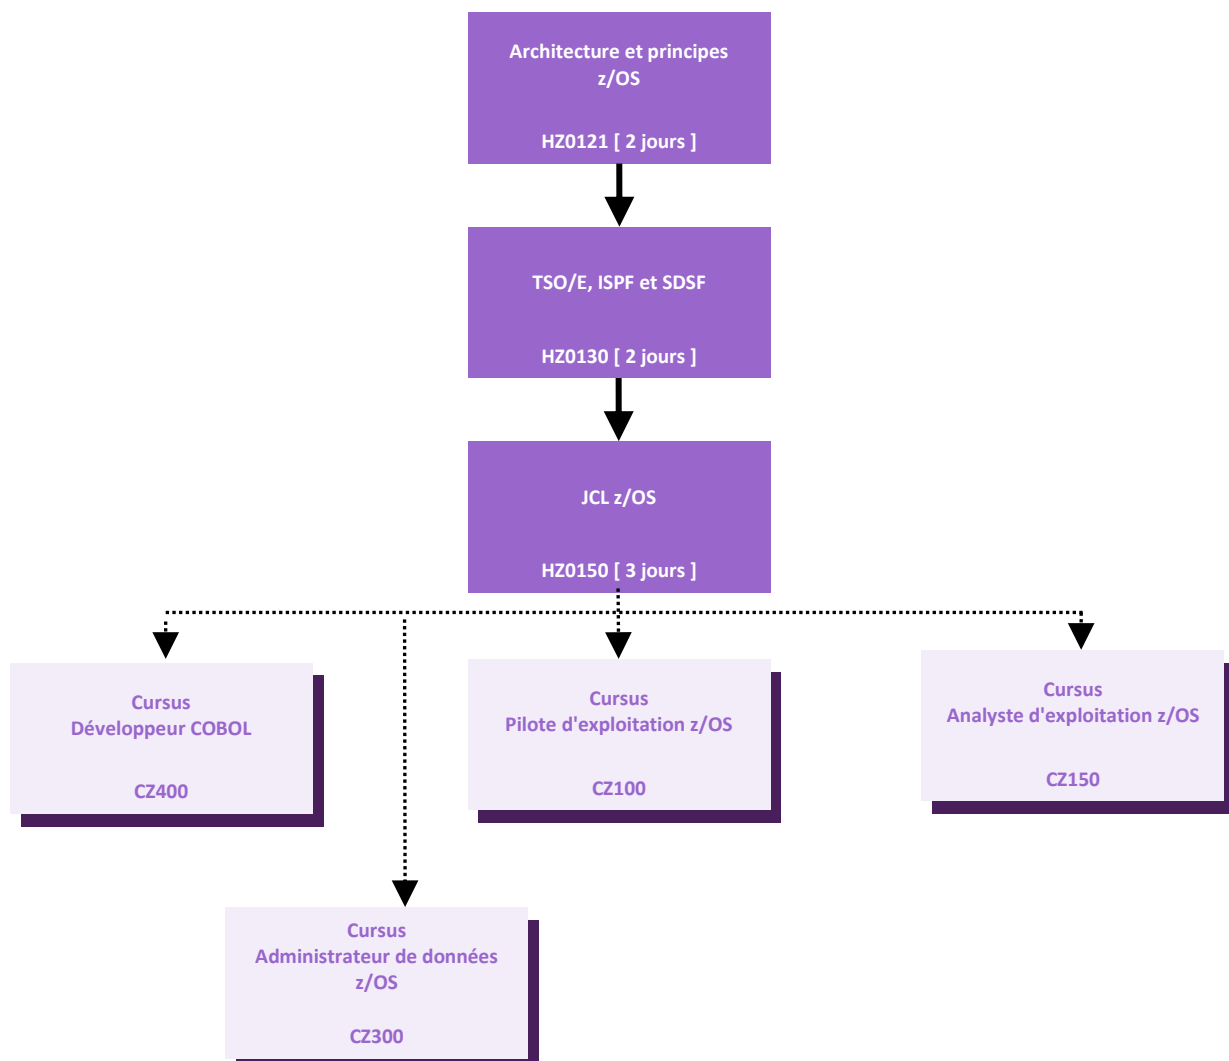 Architecture et principes
z/OS
HZ0121 [ 2 jours ]
TSO/E, ISPF et SDSF
HZ0130 [ 2 jours ]
JCL z/OS
HZ0150 [ 3 jours ]
Cursus
Développeur COBOL
CZ400
Cursus
Pilote d'exploitation z/OS
CZ100
Cursus
Analyste d'exploitation z/OS
CZ150
Cursus
Administrateur de données
z/OS
CZ300